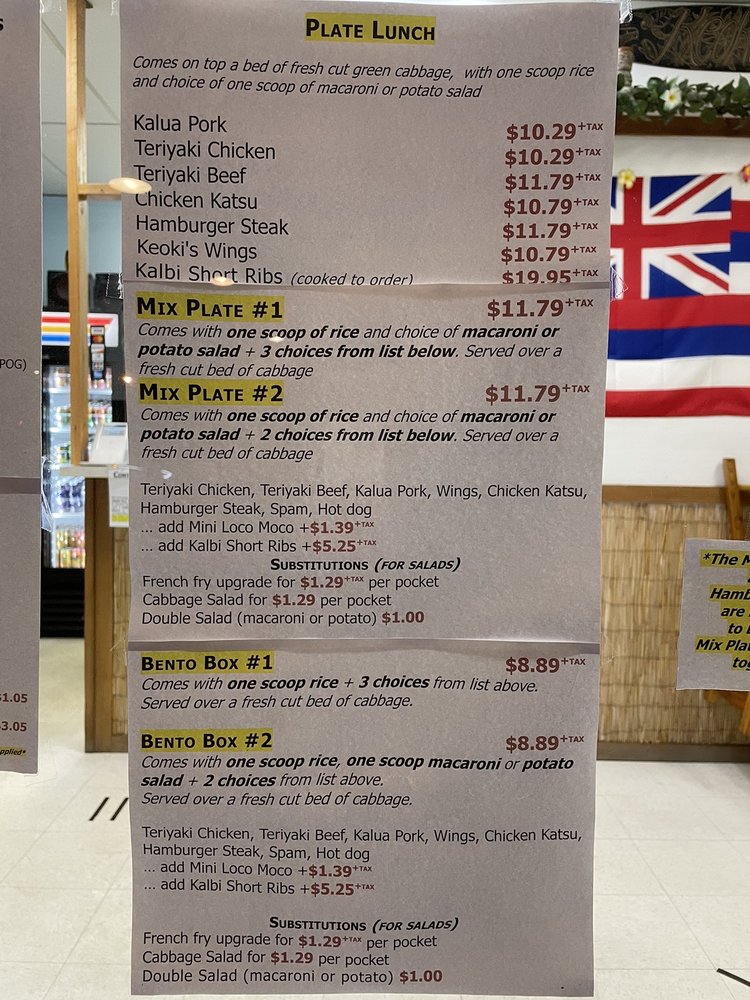 PLATE LUNCH
Comes on top a bed of fresh cut green cabbage, with one scoop rice
and choice of one scoop of macaroni or potato salad
Kalua Pork $10.29+TAX
Teriyaki Chicken $10.29+TAX
Teriyaki Beef $11.79+TAX
Chicken Katsu $10.79+TAX
Hamburger Steak $11.79+TAX
Keoki's Wings $10.79+TAX
Kalbi Short Ribs (cooked to order) $19.95+TAX
MIX PLATE #1 $11.79+TAX
Comes with one scoop of rice and choice of macaroni or
potato salad + 3 choices from list below. Served over a
fresh cut bed of cabbage
MIX PLATE #2 $11.79+TAX
Comes with one scoop of rice and choice of macaroni or
potato salad + 2 choices from list below. Served over a
fresh cut bed of cabbage
Teriyaki Chicken, Teriyaki Beef, Kalua Pork, Wings, Chicken Katsu,
Hamburger Steak, Spam, Hot dog
... add Mini Loco Moco +$1.39+TAX
... add Kalbi Short Ribs +$5.25+TAX
SUBSTITUTIONS (FOR SALADS)
French fry upgrade for $1.29+TAX per pocket
Cabbage Salad for $1.29 per pocket
Double Salad (macaroni or potato) $1.00
BENTO BOX #1 $8.89+TAX
Comes with one scoop rice + 3 choices from list above.
Served over a fresh cut bed of cabbage.
BENTO BOX #2 $8.89+TAX
Comes with one scoop rice, one scoop macaroni or potato
salad + 2 choices from list above.
Served over a fresh cut bed of cabbage.
Teriyaki Chicken, Teriyaki Beef, Kalua Pork, Wings, Chicken Katsu,
Hamburger Steak, Spam, Hot dog
... add Mini Loco Moco +$1.39+TAX
... add Kalbi Short Ribs +$5.25+TAX
SUBSTITUTIONS (FOR SALADS)
French fry upgrade for $1.29+TAX per pocket
Cabbage Salad for $1.29 per pocket
Double Salad (macaroni or potato) $1.00
POG)
$1.05
3.05
*The M
Hamb
are
to
Mix Plat
tog